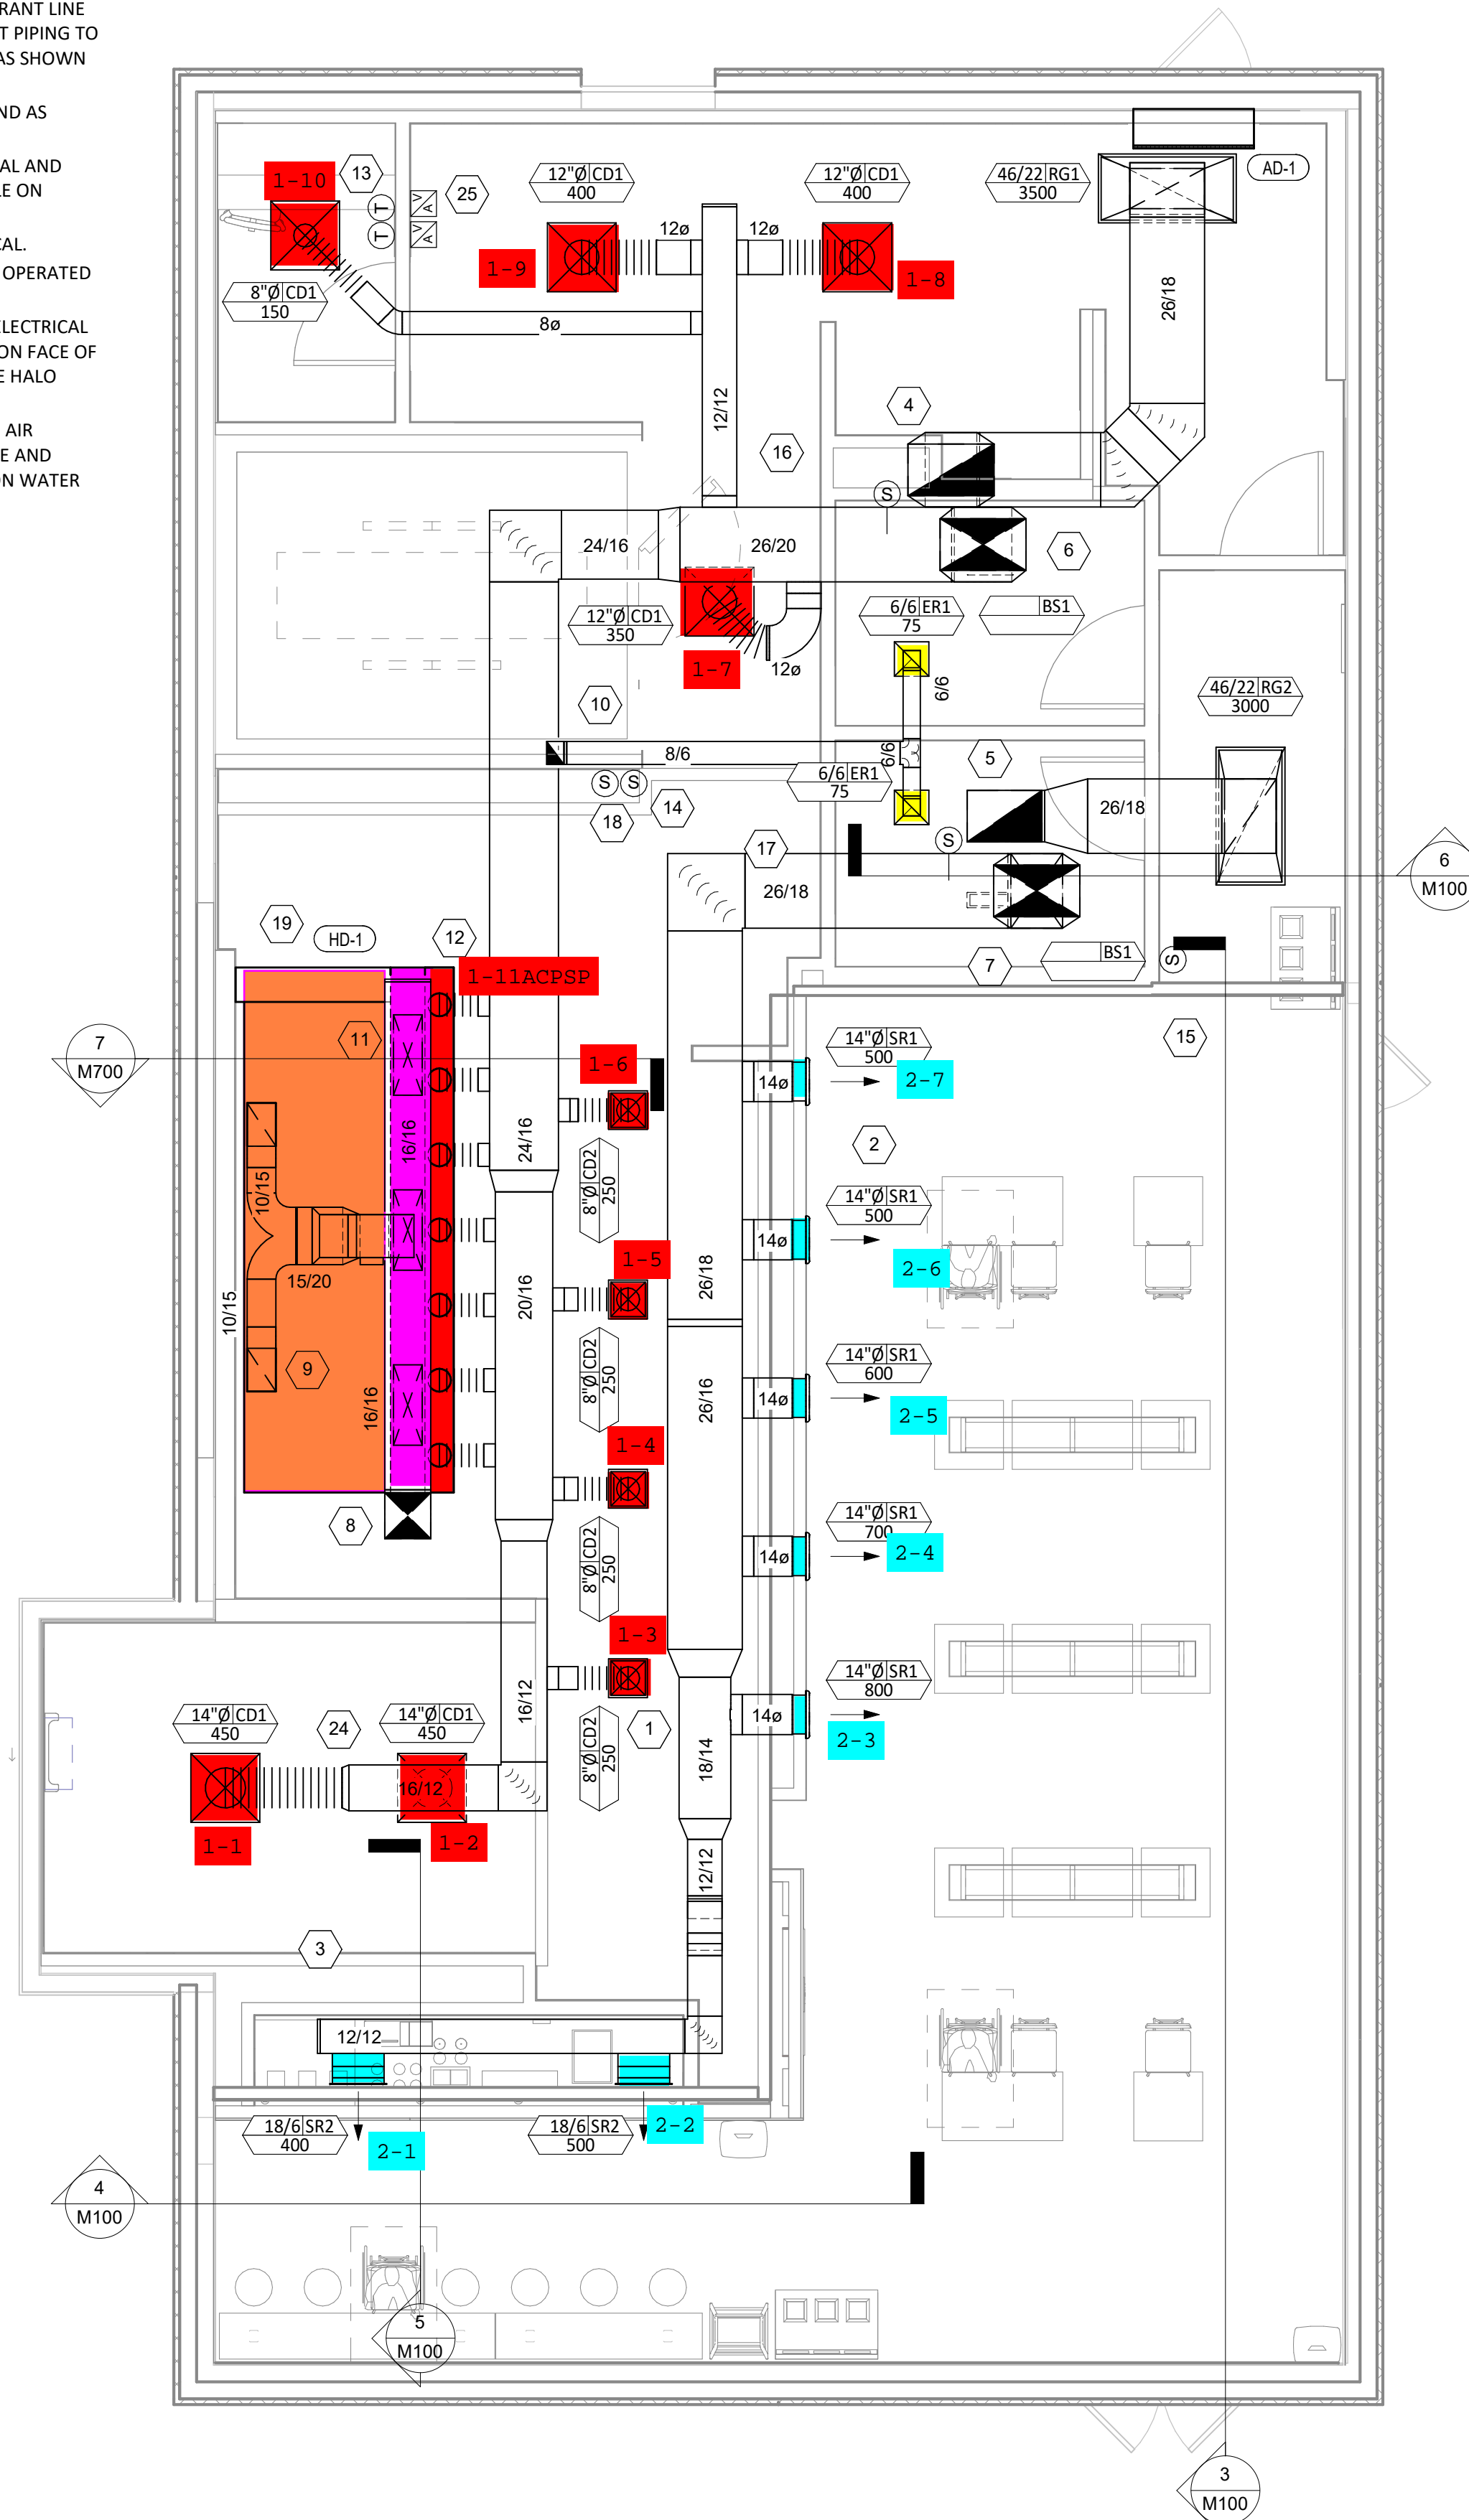 RANT LINE
T PIPING TO
AS SHOWN
ND AS
AL AND
LE ON
CAL.
OPERATED
ELECTRICAL
ON FACE OF
E HALO
AIR
E AND
ON WATER
1-10
13
25
12"Ø CD1
400
12"Ø CD1
400
46/22 RG1
3500
AD-1
T
V
A
T
V
A
1-9
12ø
12ø
1-8
8"Ø CD1
150
8ø
26/18
12/12
4
16
S
24/16
26/20
6
12"Ø CD1
350
6/6 ER1
75
BS1
1-7
12ø
6/6
46/22 RG2
3000
10
8/6
6/6
5
6/6 ER1
75
S
S
14
18
26/18
17
S
26/18
6
M100
19
HD-1
12
BS1
7
S
1-11ACPSP
11
7
M700
1-6
14"Ø SR1
500
15
14ø
2-7
16/16
24/16
2
8"Ø CD2
250
10/15
14"Ø SR1
500
14ø
1-5
2-6
15/20
26/18
20/16
10/15
9
8"Ø CD2
250
14"Ø SR1
600
14ø
16/16
26/16
2-5
1-4
8
14"Ø SR1
700
14ø
2-4
8"Ø CD2
250
1-3
14"Ø SR1
800
16/12
14"Ø CD1
450
24
14"Ø CD1
450
1
14ø
2-3
18/14
8"Ø CD2
250
16/12
1-1
1-2
12/12
3
12/12
18/6 SR2
400
2-1
18/6 SR2
500
2-2
4
M100
5
M100
3
M100